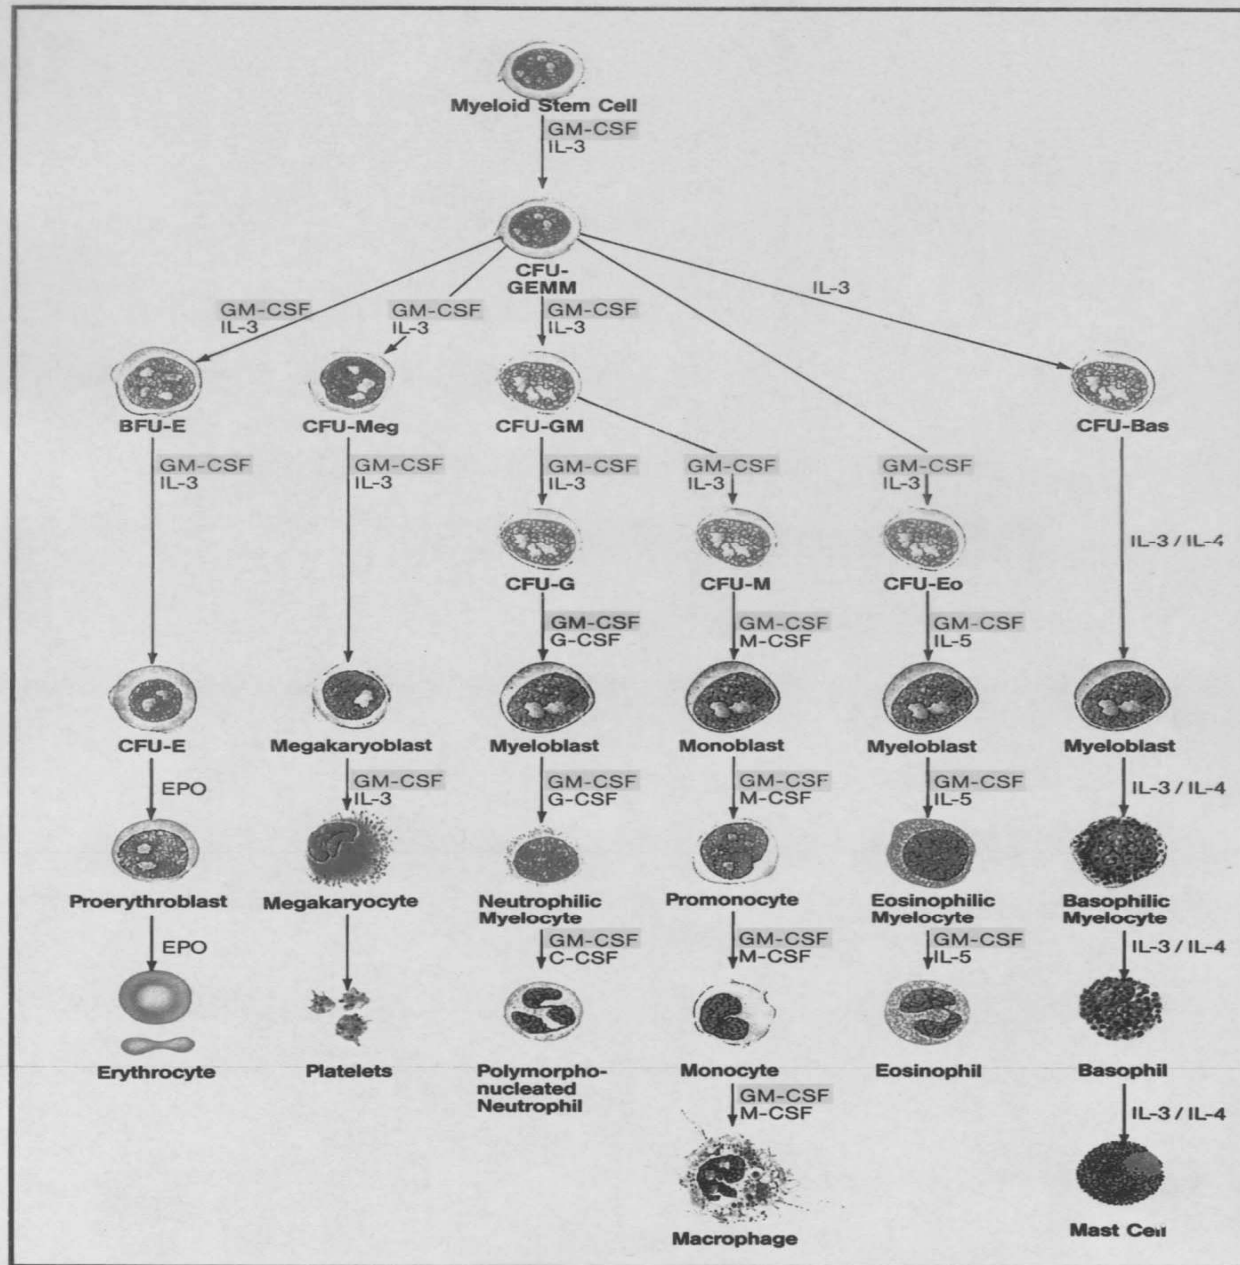 Myeloid Stem Cell
GM-CSF
IL-3
CFU-
GEMM
GM-CSF
IL-3
GM-CSF
IL-3
GM-CSF
IL-3
IL-3
BFU-E
CFU-Meg
CFU-GM
CFU-Bas
GM-CSF
IL-3
GM-CSF
IL-3
GM-CSF
IL-3
GM-CSF
IL-3
GM-CSF
IL-3
IL-3 / IL-4
CFU-G
CFU-M
CFU-Eo
GM-CSF
G-CSF
GM-CSF
M-CSF
GM-CSF
IL-5
CFU-E
Megakaryoblast
Myeloblast
Monoblast
Myeloblast
Myeloblast
EPO
GM-CSF
IL-3
GM-CSF
G-CSF
GM-CSF
M-CSF
GM-CSF
IL-5
IL-3 / IL-4
Proerythroblast
Megakaryocyte
Neutrophilic
Myelocyte
Promonocyte
Eosinophilic
Myelocyte
Basophilic
Myelocyte
EPO
GM-CSF
C-CSF
GM-CSF
M-CSF
GM-CSF
IL-5
IL-3 / IL-4
Erythrocyte
Platelets
Polymorpho-
nucleated
Neutrophil
Monocyte
Eosinophil
Basophil
GM-CSF
M-CSF
IL-3 / IL-4
Macrophage
Mast Cell